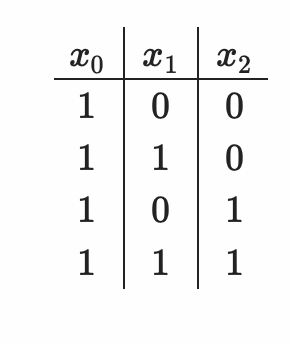 x₀ x₁ x₂
1 0 0
1 1 0
1 0 1
1 1 1